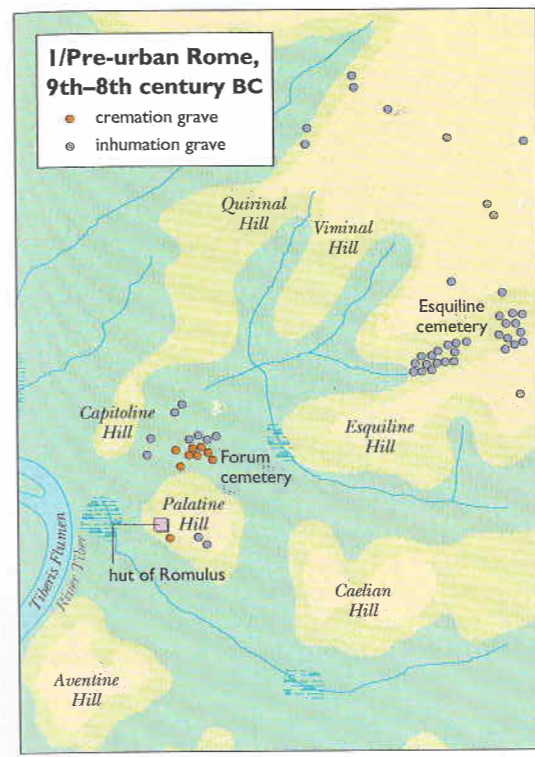 1/Pre-urban Rome,
9th–8th century BC
cremation grave
inhumation grave
Quirinal
Hill
Viminal
Hill
Esquiline
cemetery
Capitoline
Hill
Esquiline
Hill
Forum
cemetery
Palatine
Hill
Tiberis Flumen
River Tiber
hut of Romulus
Caelian
Hill
Aventine
Hill